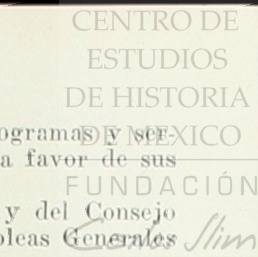 CENTRO DE
ESTUDIOS
DE HISTORIA
DE MEXICO
FUNDACIÓN
Carlos Slim
ogramas y ser-
a favor de sus
y del Consejo
bleas Generales